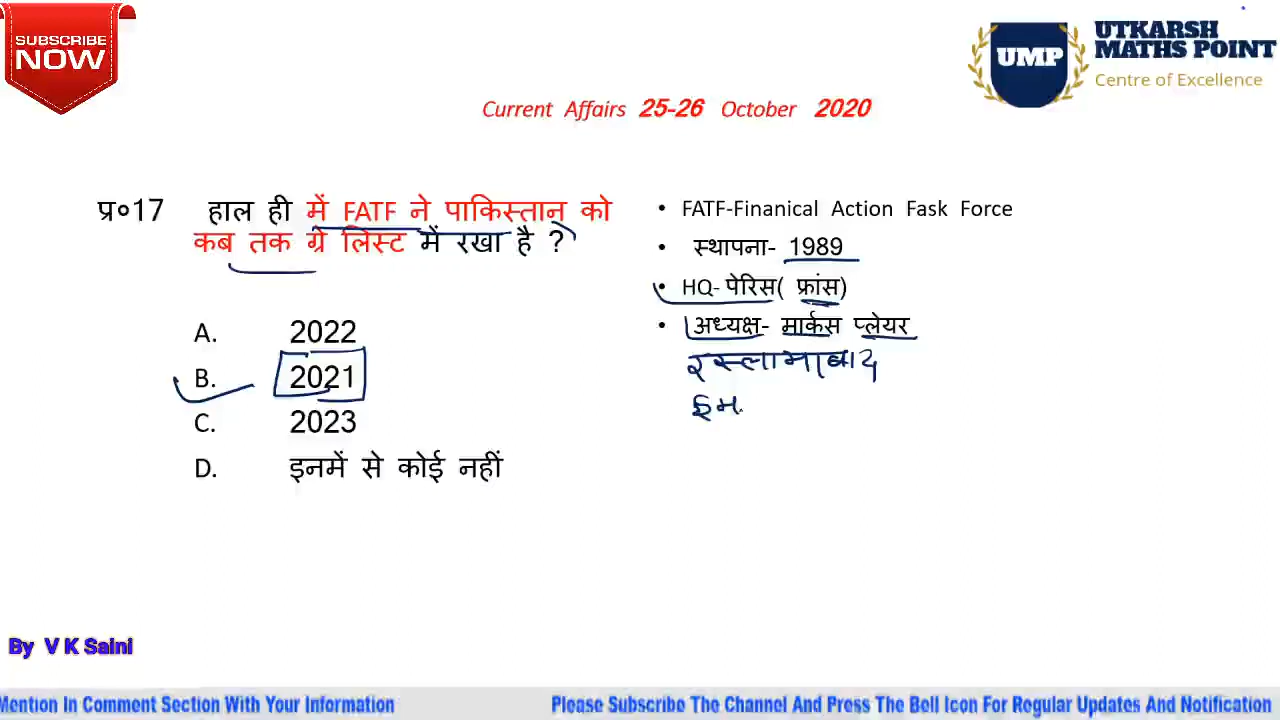 SUBSCRIBE
NOW
UMP
UTKARSH
MATHS POINT
Centre of Excellence
Current Affairs 25-26 October 2020
प्र०17 हाल ही में FATF ने पाकिस्तान को
कब तक ग्रे लिस्ट में रखा है ?
A. 2022
B. 2021
C. 2023
D. इनमें से कोई नहीं
• FATF-Finanical Action Fask Force
• स्थापना- 1989
• HQ- पेरिस( फ्रांस)
• अध्यक्ष- मार्कस प्लेयर
इस्लामाबाद
इम
By V K Saini
Mention In Comment Section With Your Information
Please Subscribe The Channel And Press The Bell Icon For Regular Updates And Notification